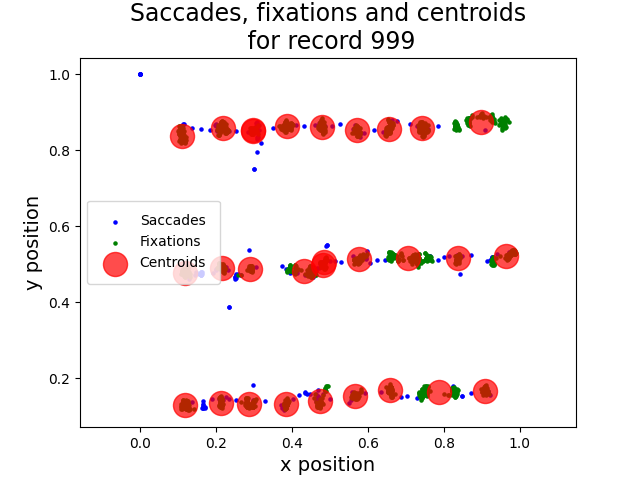 Saccades, fixations and centroids
for record 999
1.0
0.8
0.6
0.4
0.2
y position
Saccades
Fixations
Centroids
0.0
0.2
0.4
0.6
0.8
1.0
x position